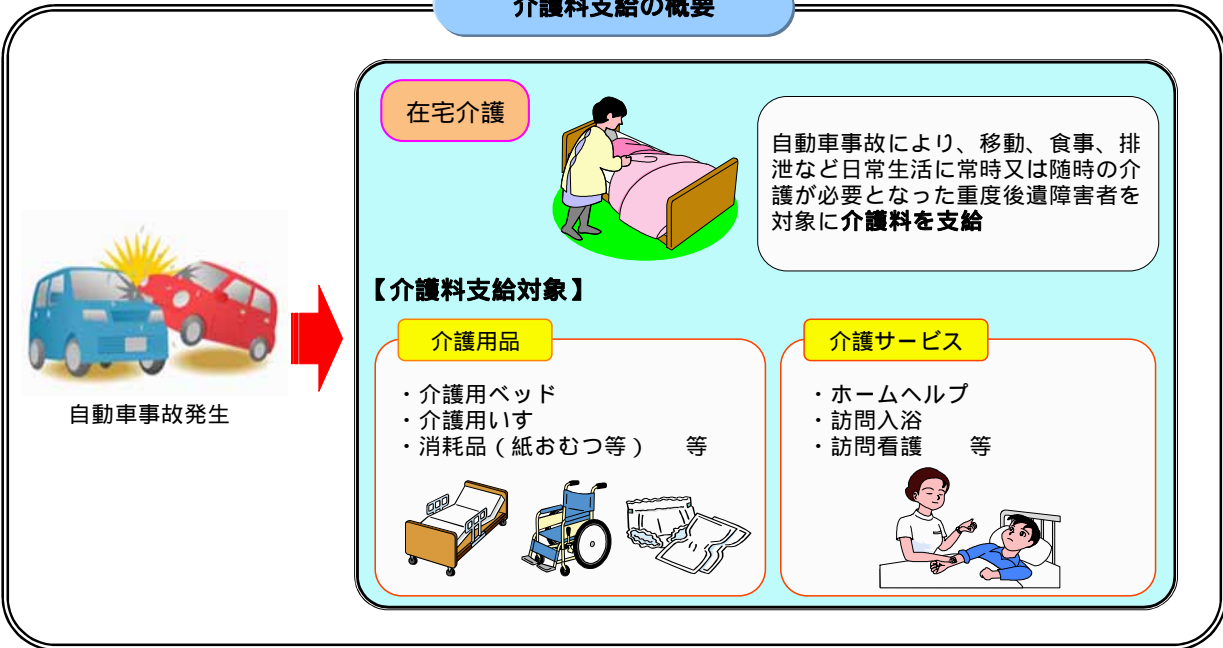 介護料支給の概要
在宅介護
自動車事故により、移動、食事、排
泄など日常生活に常時又は随時の介
護が必要となった重度後遺障害者を
対象に介護料を支給
自動車事故発生
【介護料支給対象】
介護用品
・介護用ベッド
・介護用いす
・消耗品（紙おむつ等）　等
介護サービス
・ホームヘルプ
・訪問入浴
・訪問看護　等